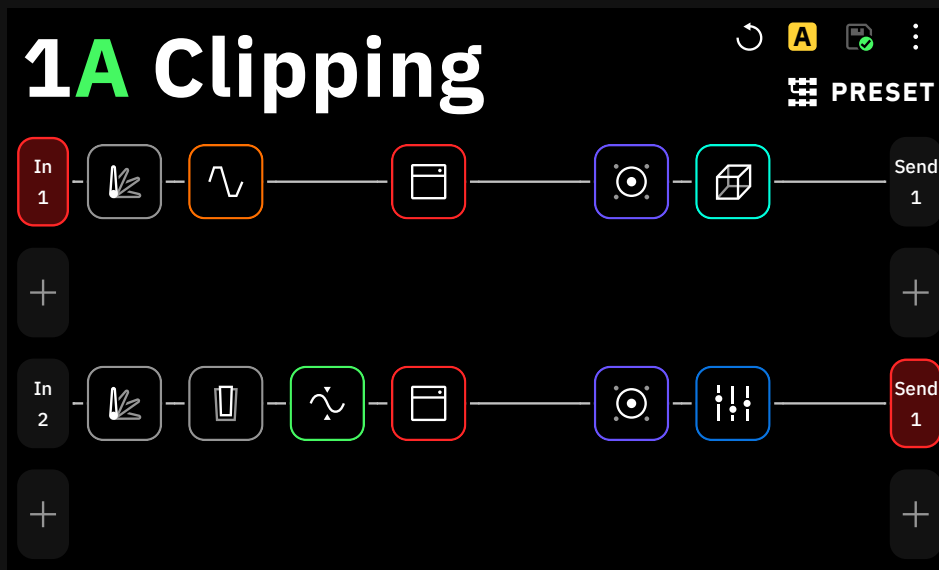 1A Clipping
A
PRESET
In
1
Send
1
In
2
Send
1